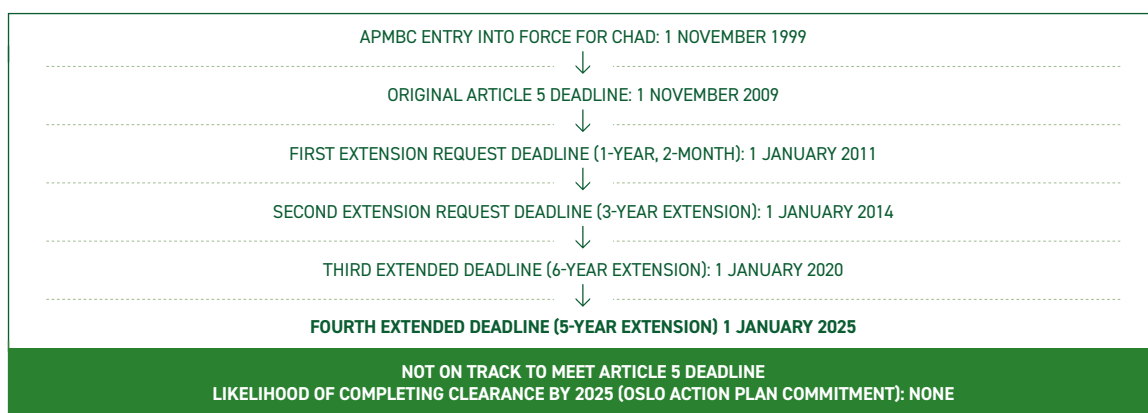 APMBC ENTRY INTO FORCE FOR CHAD: 1 NOVEMBER 1999
ORIGINAL ARTICLE 5 DEADLINE: 1 NOVEMBER 2009
FIRST EXTENSION REQUEST DEADLINE (1-YEAR, 2-MONTH): 1 JANUARY 2011
SECOND EXTENSION REQUEST DEADLINE (3-YEAR EXTENSION): 1 JANUARY 2014
THIRD EXTENDED DEADLINE (6-YEAR EXTENSION): 1 JANUARY 2020
FOURTH EXTENDED DEADLINE (5-YEAR EXTENSION) 1 JANUARY 2025
NOT ON TRACK TO MEET ARTICLE 5 DEADLINE
LIKELIHOOD OF COMPLETING CLEARANCE BY 2025 (OSLO ACTION PLAN COMMITMENT): NONE